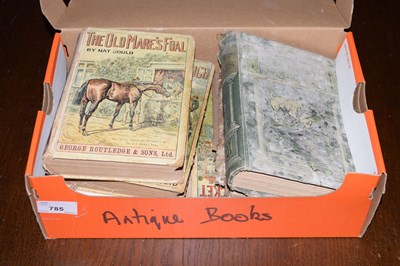 THE OLD MARE'S FOAL
BY NAT GOULD
GEORGE ROUTLEDGE & SONS, Ltd.
785
Antique Books